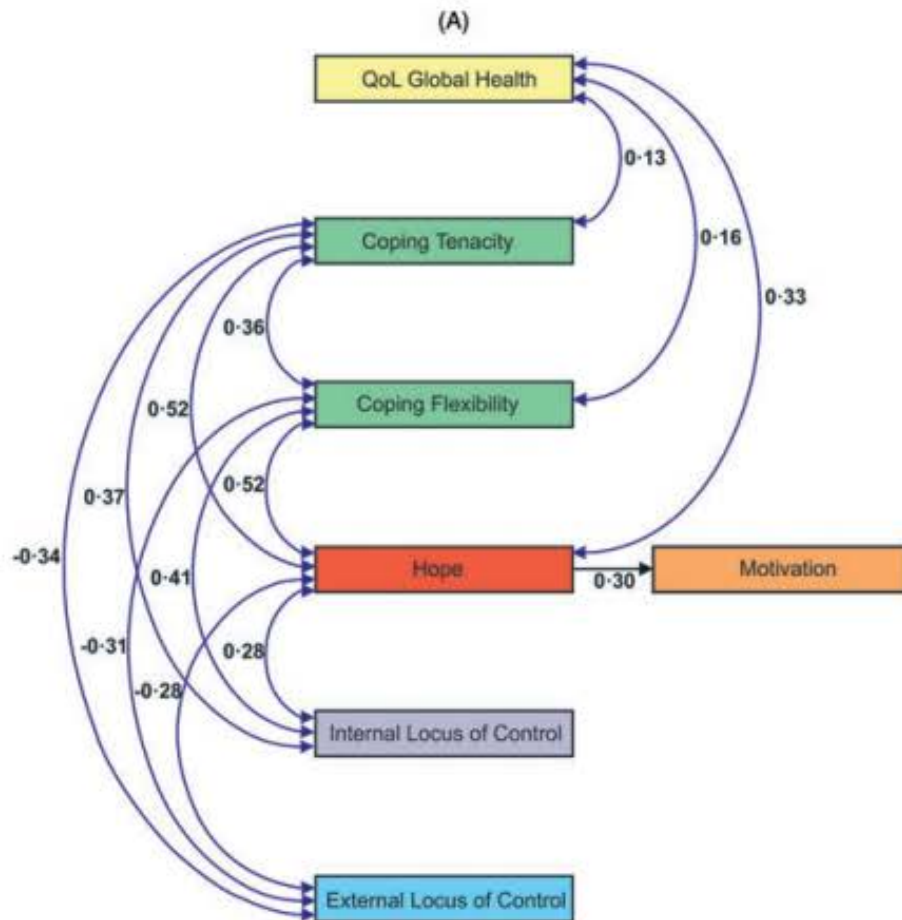 (A)
QoL Global Health
0·13
Coping Tenacity
0·16
0·33
0·36
Coping Flexibility
0·52
0·52
0·37
-0·34
0·41
Hope
0·30
Motivation
-0·31
0·28
-0·28
Internal Locus of Control
External Locus of Control